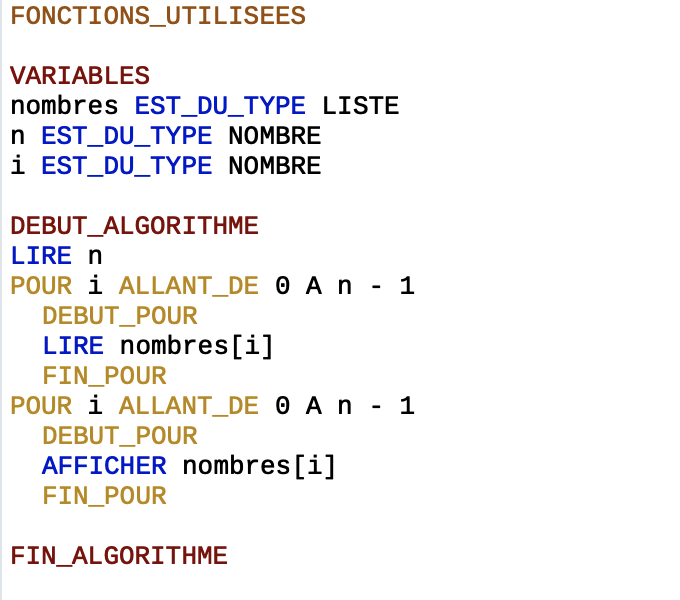 FONCTIONS_UTILISEES
VARIABLES
nombres EST_DU_TYPE LISTE
n EST_DU_TYPE NOMBRE
i EST_DU_TYPE NOMBRE
DEBUT_ALGORITHME
LIRE n
POUR i ALLANT_DE 0 A n - 1
DEBUT_POUR
LIRE nombres[i]
FIN_POUR
POUR i ALLANT_DE 0 A n - 1
DEBUT_POUR
AFFICHER nombres[i]
FIN_POUR
FIN_ALGORITHME